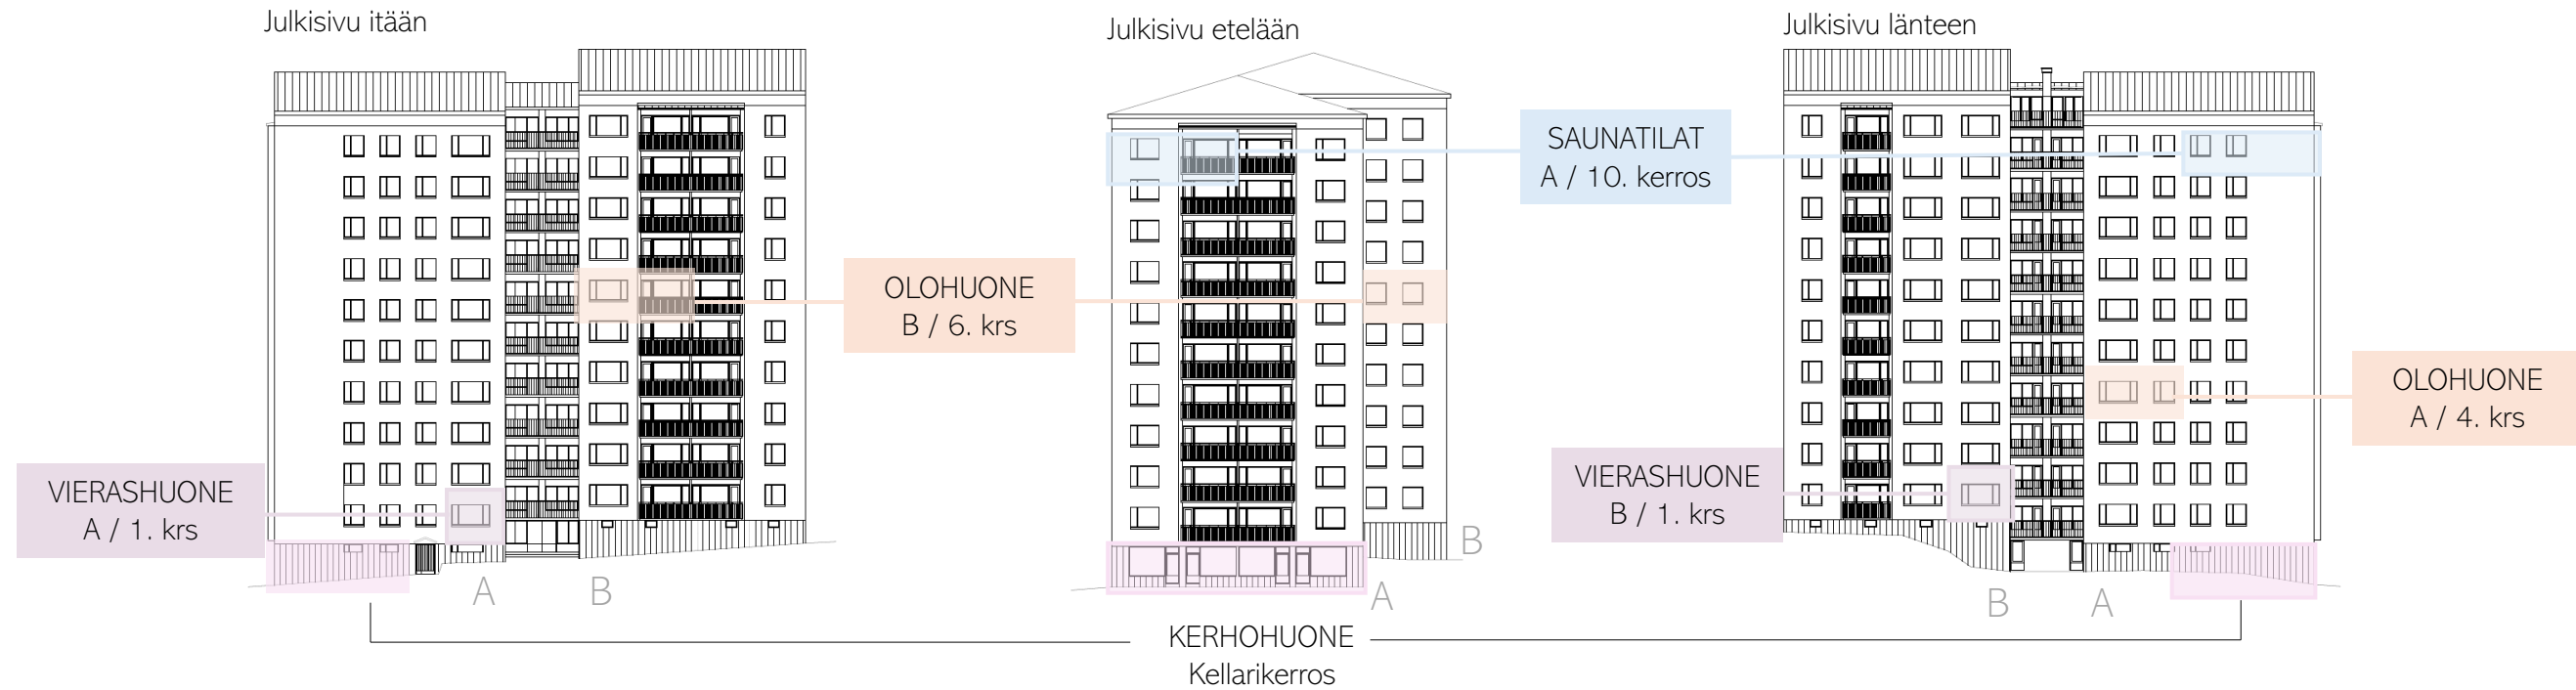 Julkisivu itään
Julkisivu etelään
Julkisivu länteen
SAUNATILAT
A / 10. kerros
OLOHUONE
B / 6. krs
OLOHUONE
A / 4. krs
VIERASHUONE
A / 1. krs
VIERASHUONE
B / 1. krs
A
B
B
A
B
A
KERHOHUONE
Kellarikerros